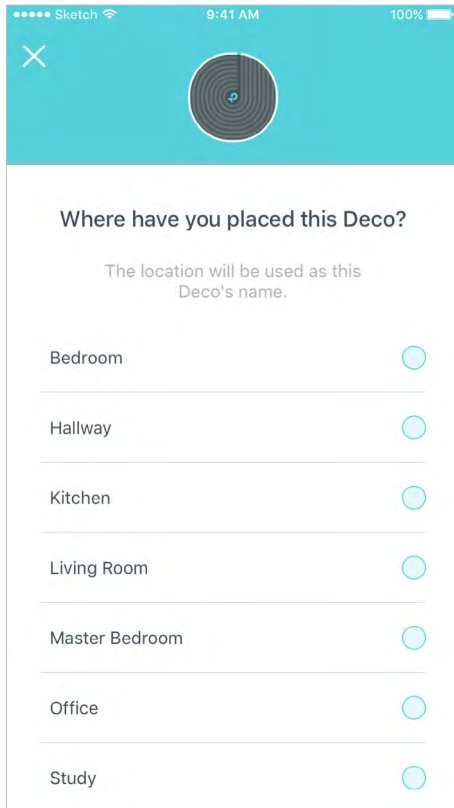 Sketch 9:41 AM 100%
Where have you placed this Deco?
The location will be used as this
Deco's name.
Bedroom
Hallway
Kitchen
Living Room
Master Bedroom
Office
Study